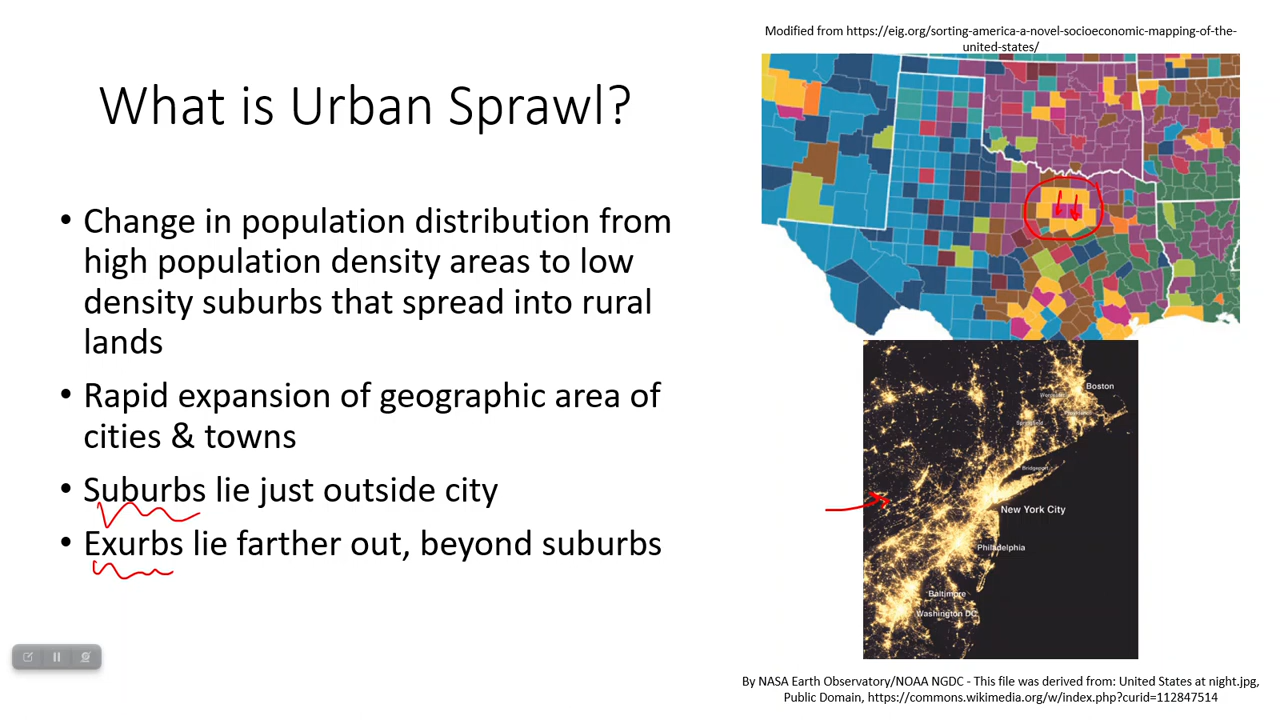 What is Urban Sprawl?
• Change in population distribution from
high population density areas to low
density suburbs that spread into rural
lands
• Rapid expansion of geographic area of
cities & towns
• Suburbs lie just outside city
• Exurbs lie farther out, beyond suburbs
Modified from https://eig.org/sorting-america-a-novel-socioeconomic-mapping-of-the-
united-states/
Boston
Springfield
Bridgeport
New York City
Philadelphia
Baltimore
Washington DC
By NASA Earth Observatory/NOAA NGDC - This file was derived from: United States at night.jpg,
Public Domain, https://commons.wikimedia.org/w/index.php?curid=112847514